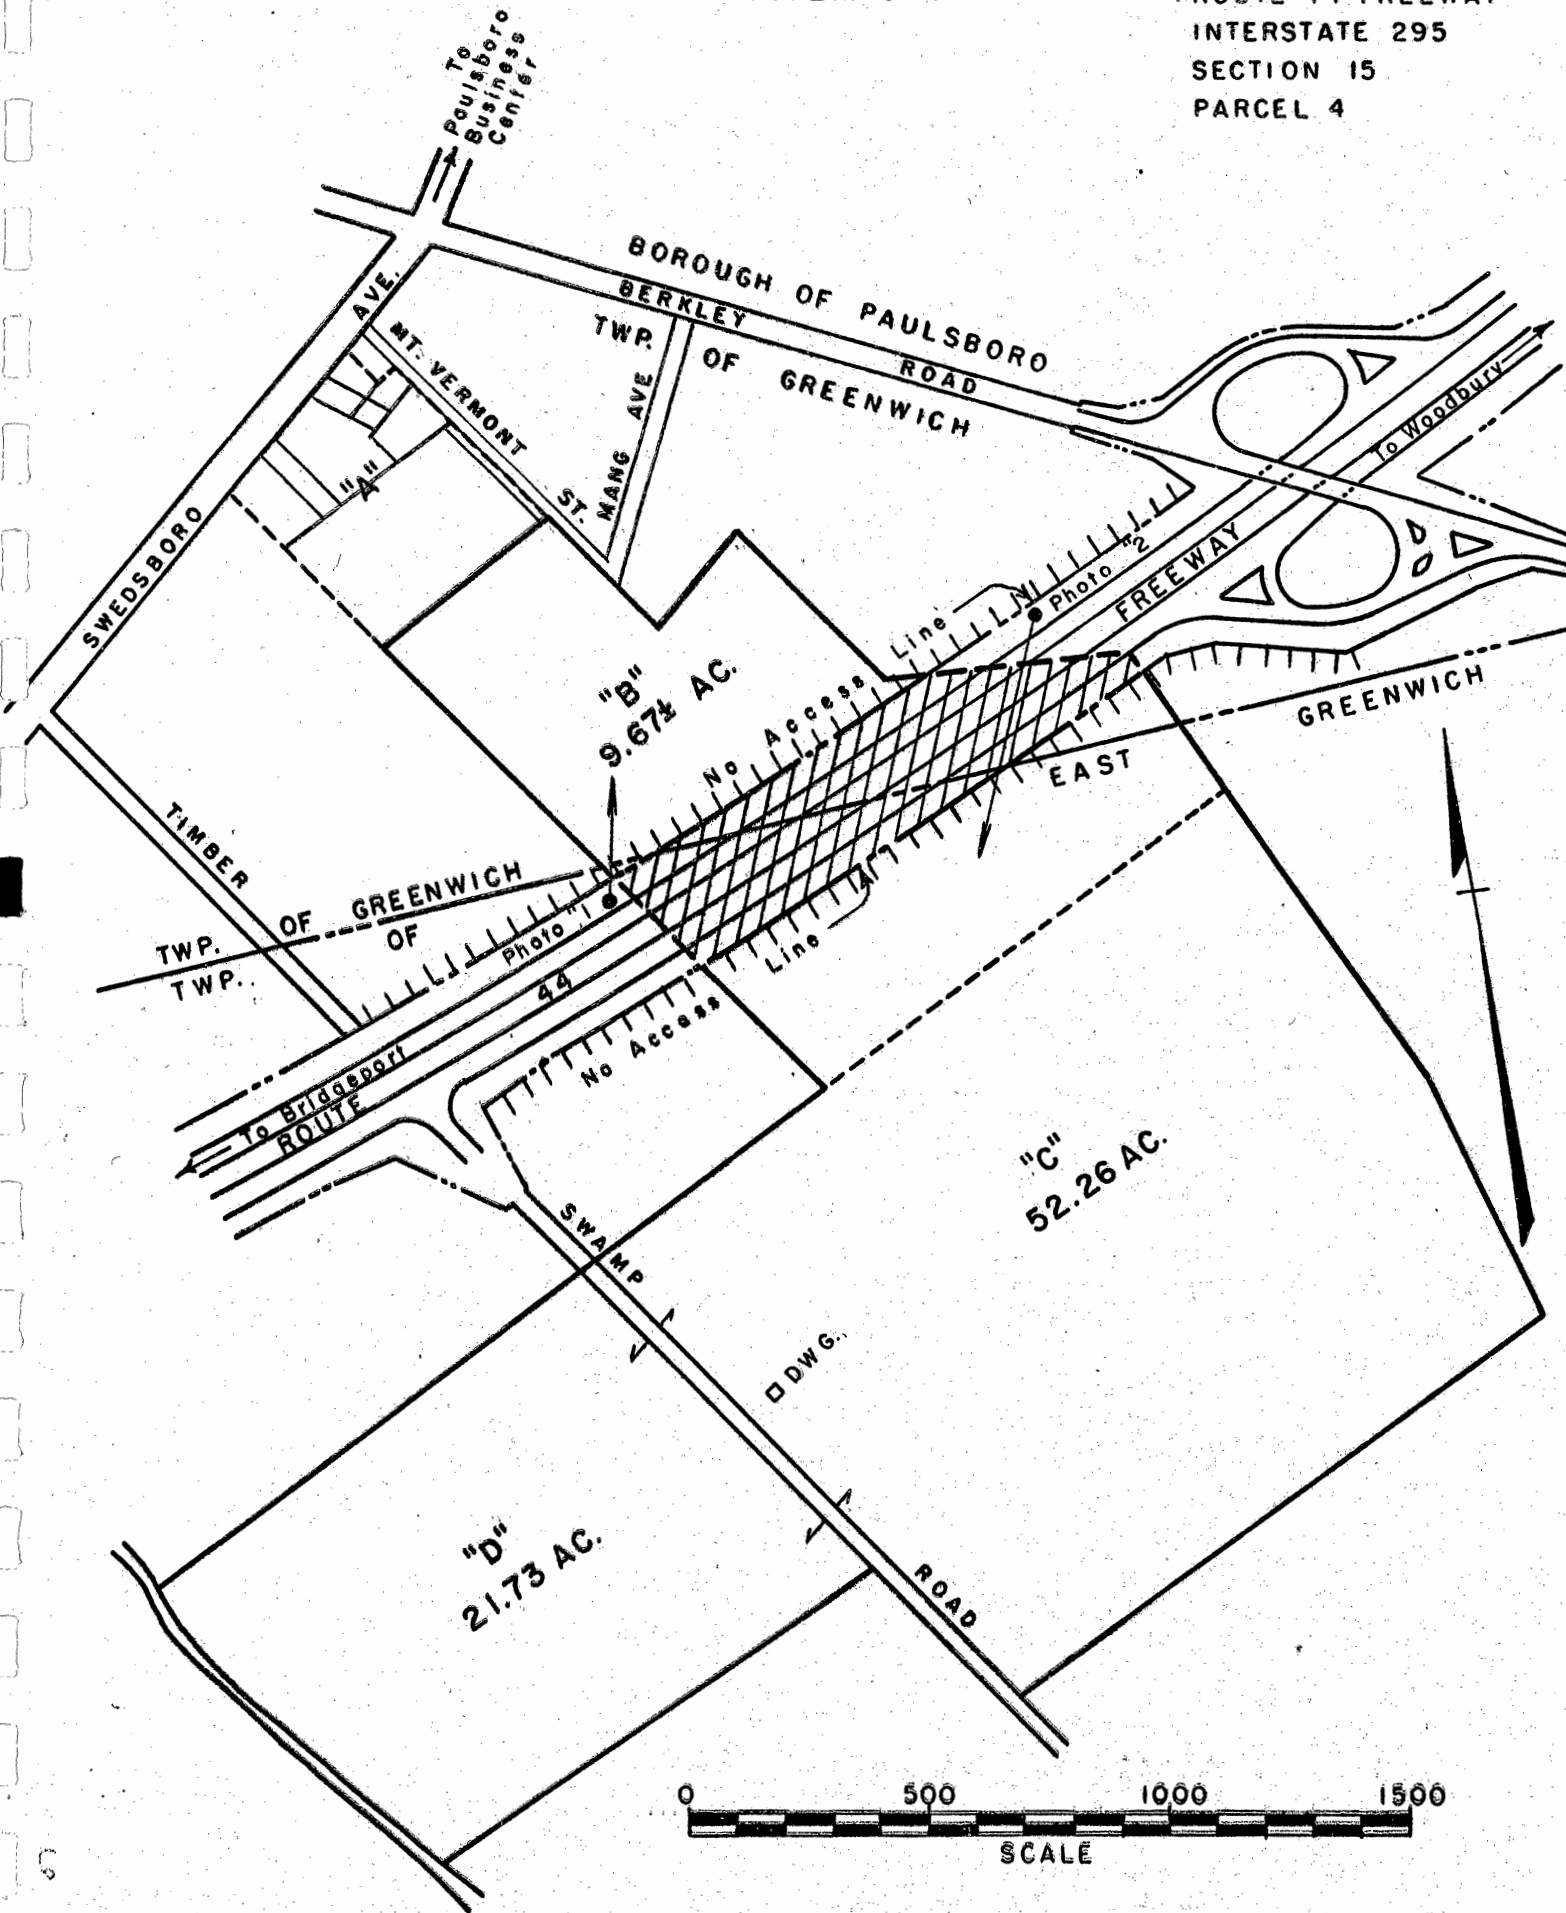 INTERSTATE 295
SECTION 15
PARCEL 4
To
Paulsboro
Business
Center
BOROUGH OF PAULSBORO
BERKLEY ROAD
TWP. OF GREENWICH
SWEDSBORO AVE.
MT. VERMONT ST.
MANG AVE
"A"
To Woodbury
"B"
9.67± AC.
No Access Line
Photo "2
FREEWAY
GREENWICH
EAST
TIMBER
TWP. OF GREENWICH
TWP. OF
Photo "1
44
No Access Line
To Bridgeport
ROUTE
"C"
52.26 AC.
SWAMP
DWG.
"D"
21.73 AC.
ROAD
0 500 1000 1500
SCALE